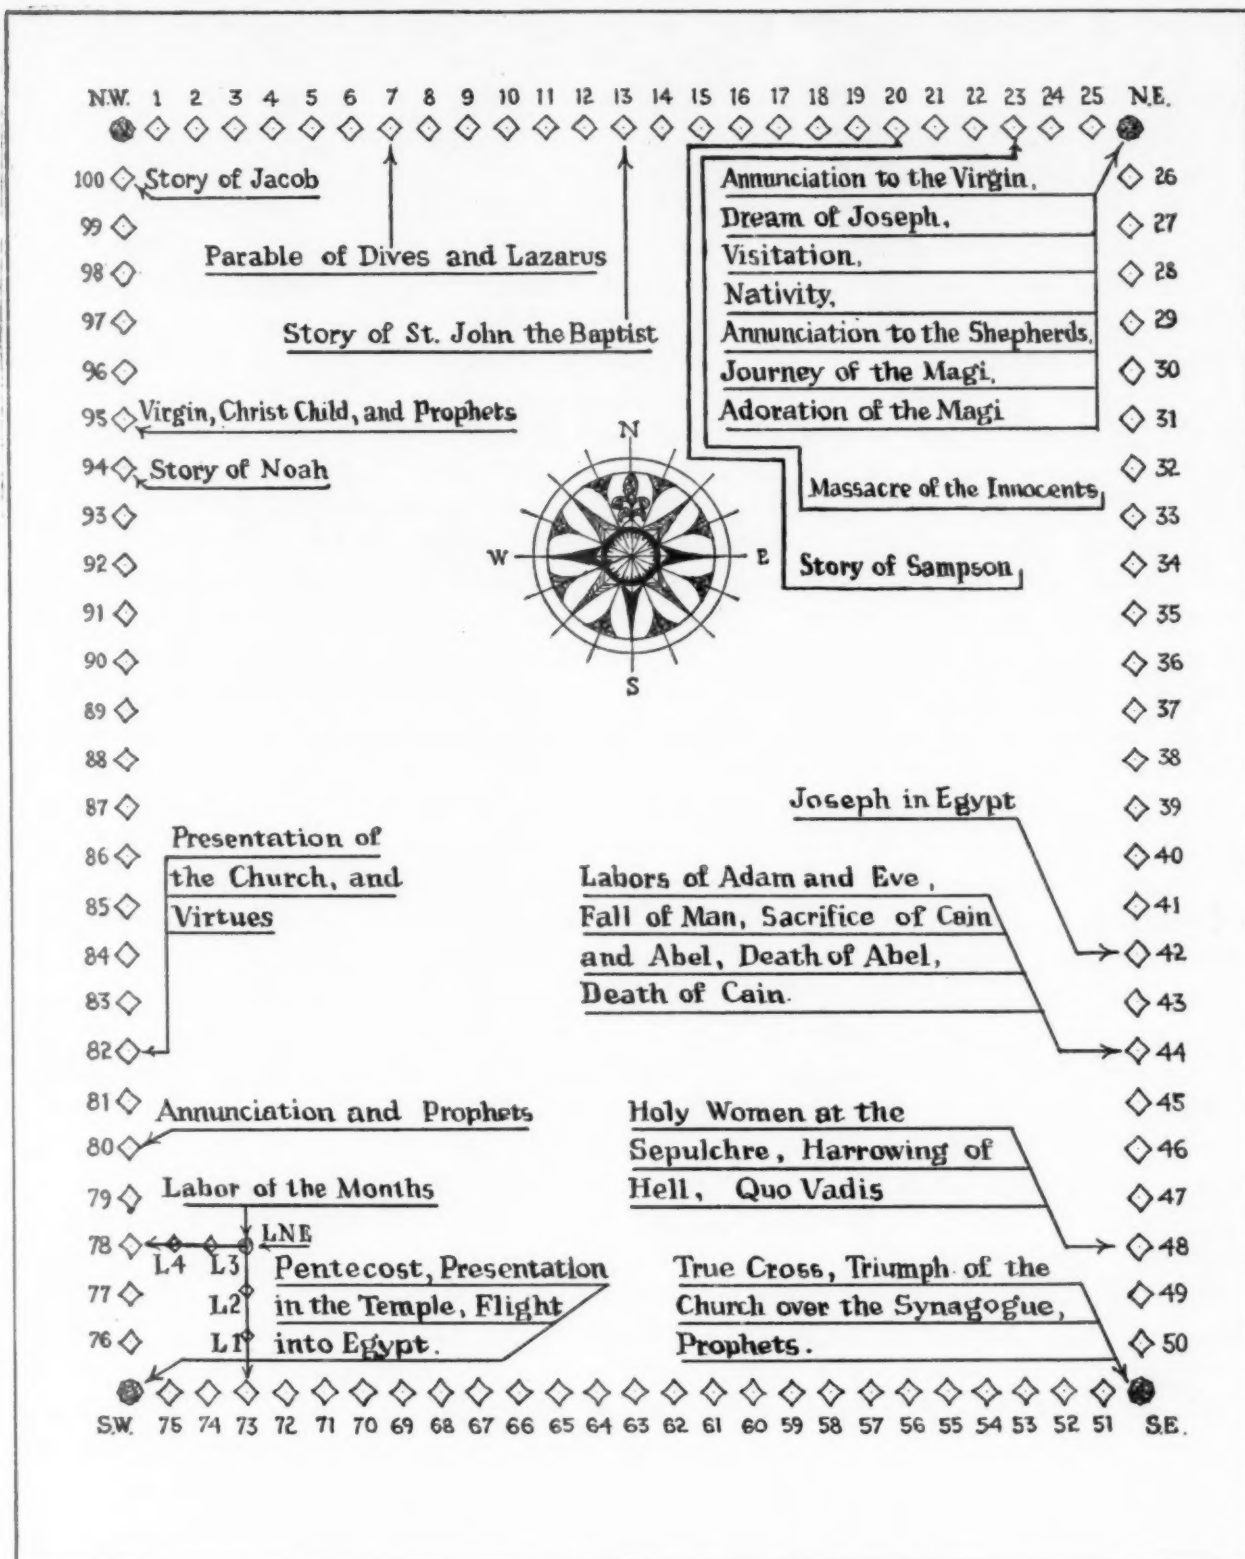 N.W. 1 2 3 4 5 6 7 8 9 10 11 12 13 14 15 16 17 18 19 20 21 22 23 24 25 N.E.
100 Story of Jacob
Annunciation to the Virgin,
26
99
Parable of Dives and Lazarus
Dream of Joseph,
27
98
Visitation,
28
Nativity,
97
Story of St. John the Baptist
Annunciation to the Shepherds,
29
96
Journey of the Magi,
30
95 Virgin, Christ Child, and Prophets
Adoration of the Magi
31
N
94 Story of Noah
32
Massacre of the Innocents,
93
33
92
W
E
Story of Sampson,
34
91
35
90
36
S
89
37
88
38
87
Joseph in Egypt
39
86
Presentation of
the Church, and
Virtues
40
85
Labors of Adam and Eve,
Fall of Man, Sacrifice of Cain
and Abel, Death of Abel,
Death of Cain.
41
84
42
83
43
82
44
81
Annunciation and Prophets
Holy Women at the
Sepulchre, Harrowing of
Hell, Quo Vadis
45
80
46
79
Labor of the Months
47
78
LNE
L4 L3
48
77
L2
L1
Pentecost, Presentation
in the Temple, Flight
into Egypt.
True Cross, Triumph of the
Church over the Synagogue,
Prophets.
49
76
50
S.W. 75 74 73 72 71 70 69 68 67 66 65 64 63 62 61 60 59 58 57 56 55 54 53 52 51 S.E.